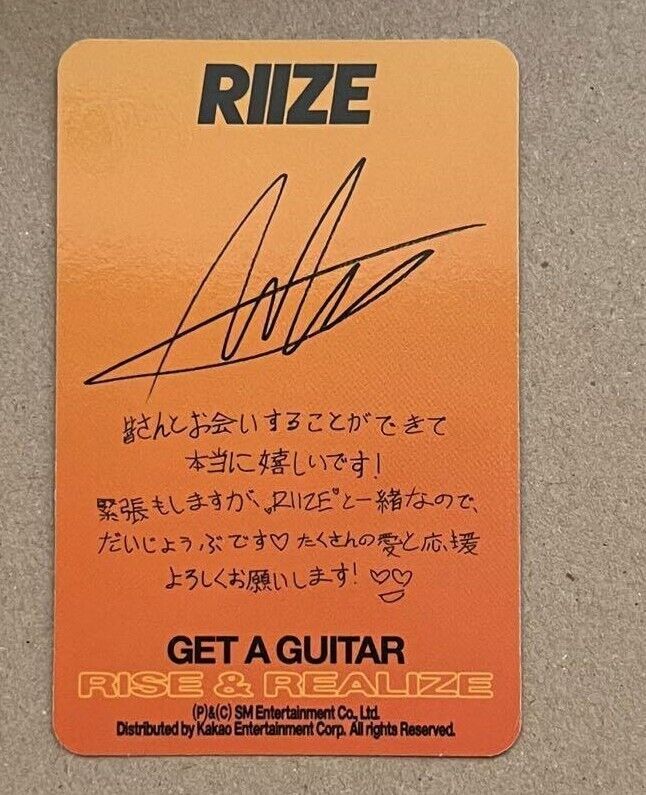 RIIZE
皆さんとお会いすることができて
本当に嬉しいです!
緊張もしますが、"RIIZE"と一緒なので、
だいじょうぶです♡ たくさんの愛と応援
よろしくお願いします! ♡♡
GET A GUITAR
RISE & REALIZE
(P)&(C) SM Entertainment Co., Ltd.
Distributed by Kakao Entertainment Corp. All rights Reserved.